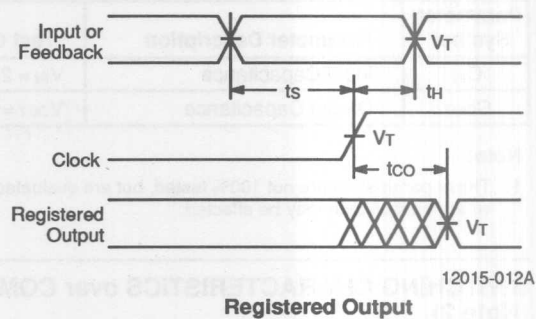 Input or
Feedback
VT
tS
tH
Clock
VT
tCO
Registered
Output
VT
12015-012A
Registered Output